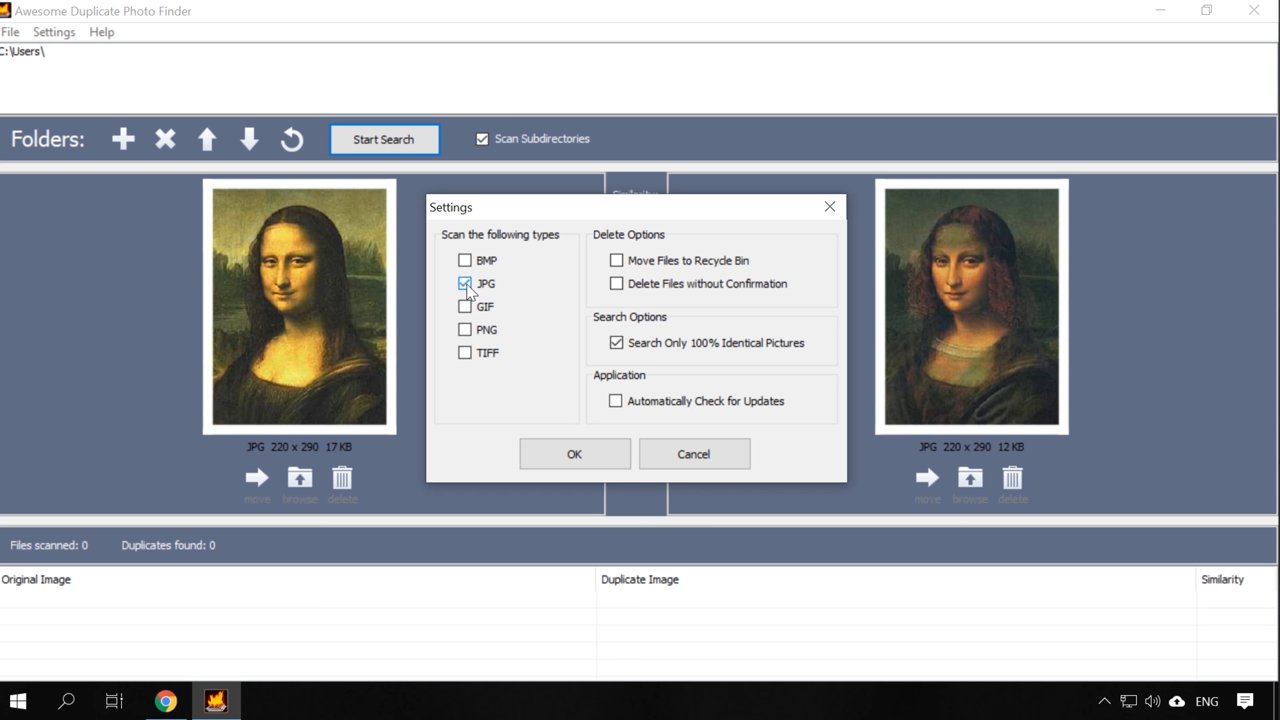 Awesome Duplicate Photo Finder
File Settings Help
C:\Users\
Folders:
Start Search
Scan Subdirectories
Similarity
Settings
Scan the following types
BMP
JPG
GIF
PNG
TIFF
Delete Options
Move Files to Recycle Bin
Delete Files without Confirmation
Search Options
Search Only 100% Identical Pictures
Application
Automatically Check for Updates
OK
Cancel
JPG 220 x 290 17 KB
move browse delete
JPG 220 x 290 12 KB
move browse delete
Files scanned: 0 Duplicates found: 0
Original Image Duplicate Image Similarity
ENG